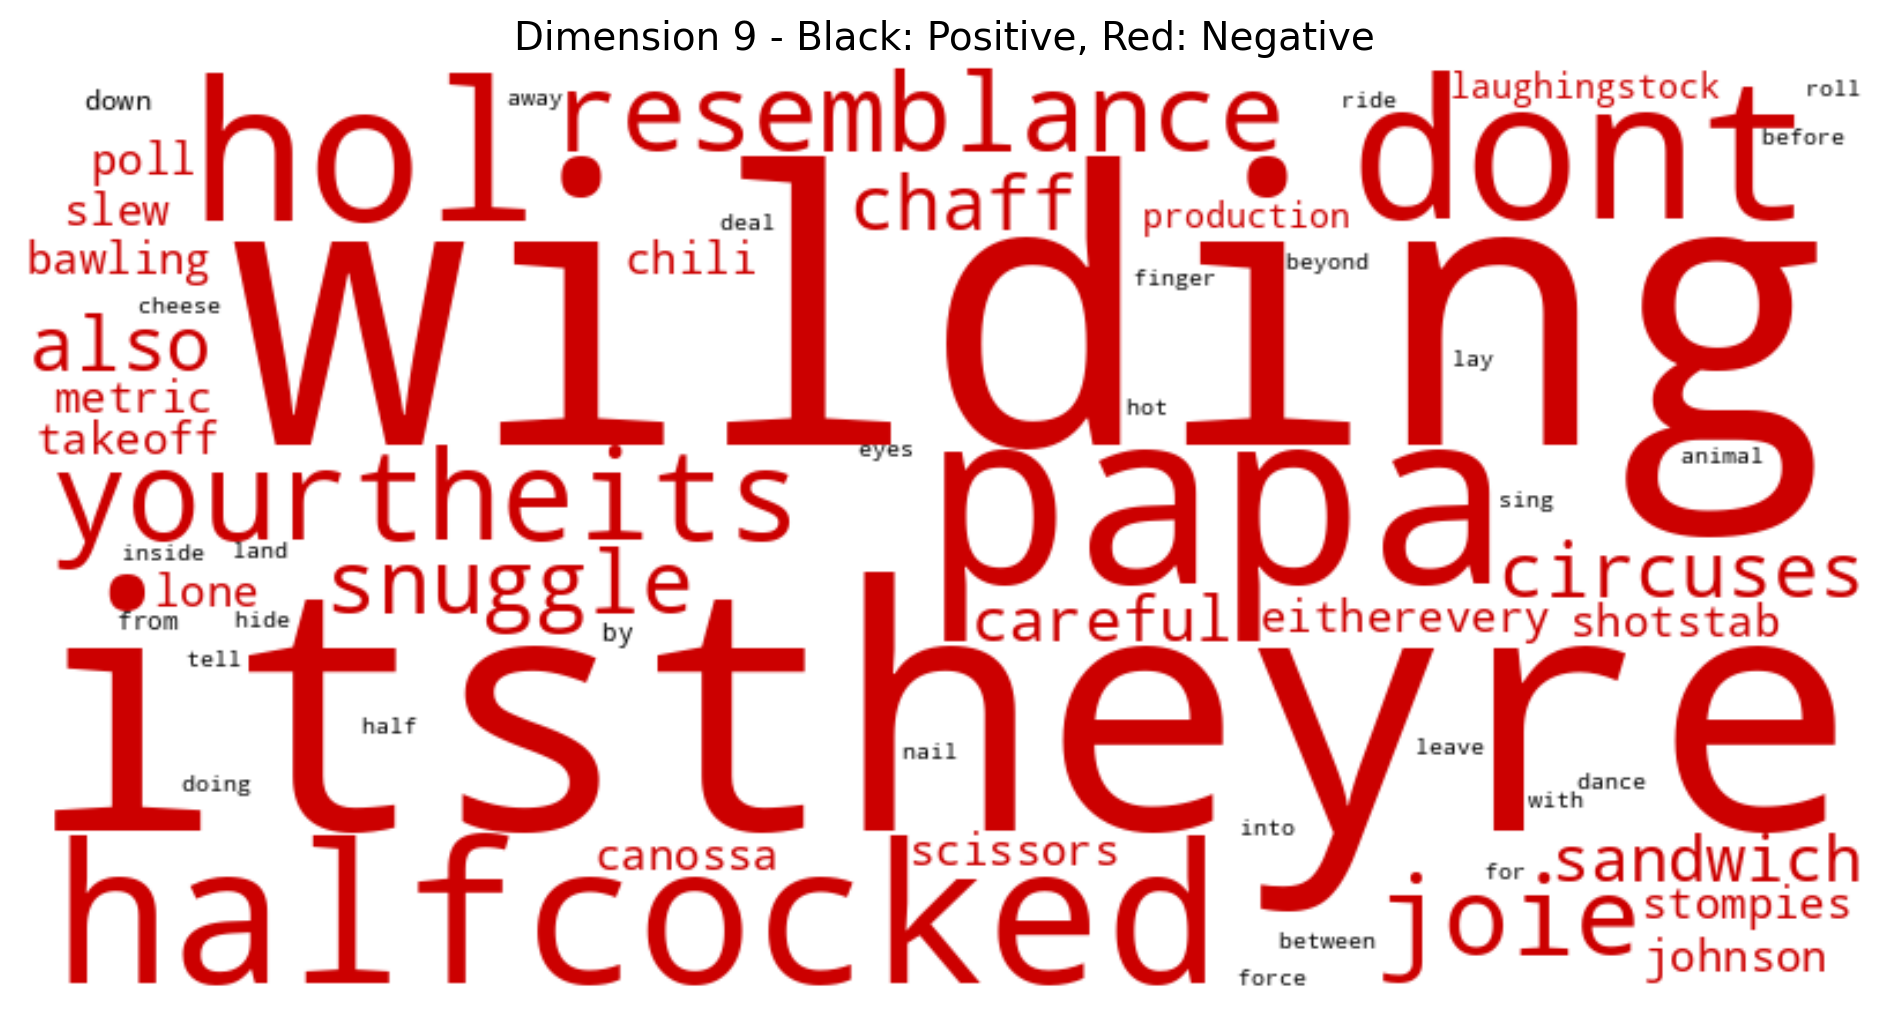 Dimension 9 - Black: Positive, Red: Negative
down hol away resemblance ride dont laughingstock roll
before
poll
slew chaff production
deal
bawling wilding chili finger beyond
cheese
also lay
metric hot
takeoff
eyes animal
yourtheits papa sing
inside land
lone snuggle circuses
from hide by careful eitherevery shotstab
tell itstheyre
half nail leave
doing with dance
into
halfcocked canossa scissors for sandwich
joie stompies
between johnson
force